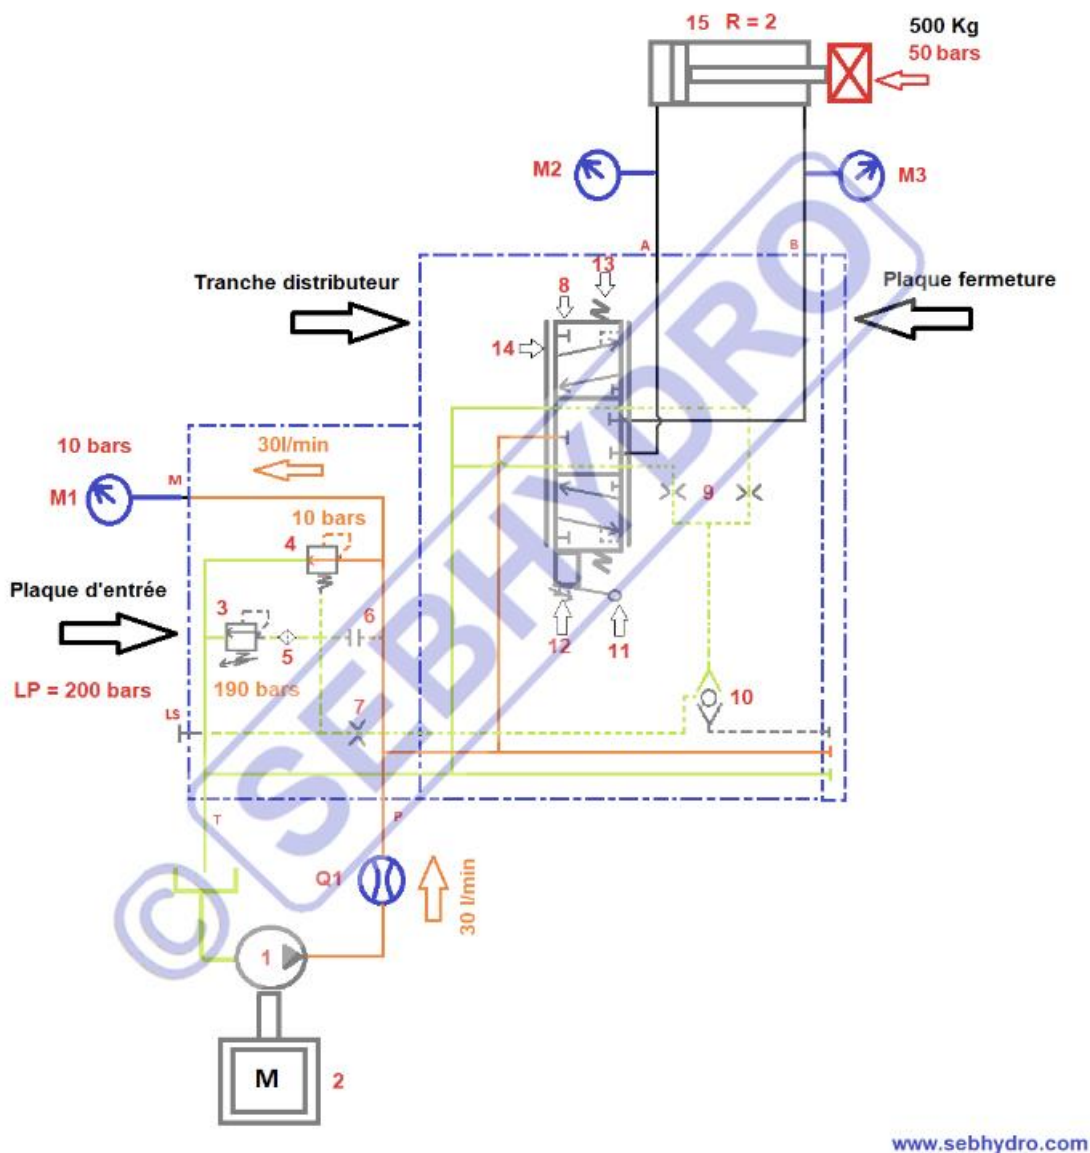 15 R = 2
500 Kg
50 bars
M2
M3
A
B
Tranche distributeur
8
13
Plaque fermeture
14
10 bars
30l/min
M1
M
10 bars
4
9
Plaque d'entrée
3
6
5
12
11
LP = 200 bars
190 bars
7
10
LS
T
P
Q1
30 l/min
1
M
2
© SEBHYDRO
www.sebhydro.com